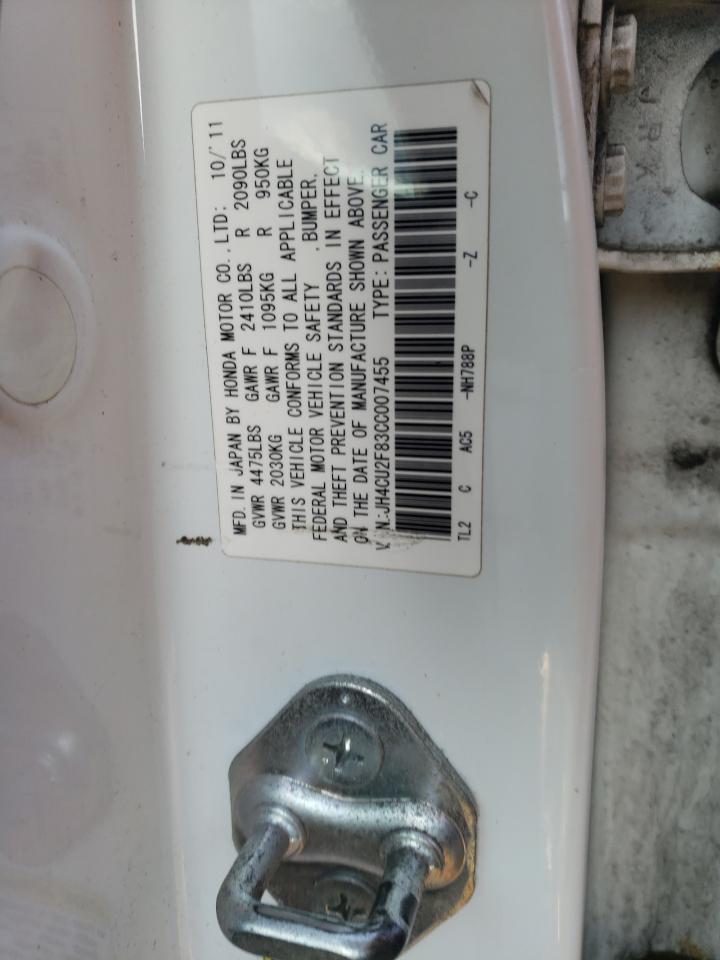 MFD. IN JAPAN BY HONDA MOTOR CO., LTD: 10/'11
GVWR 4475LBS GAWR F 2410LBS R 2090LBS
GVWR 2030KG GAWR F 1095KG R 950KG
THIS VEHICLE CONFORMS TO ALL APPLICABLE
FEDERAL MOTOR VEHICLE SAFETY , BUMPER,
AND THEFT PREVENTION STANDARDS IN EFFECT
ON THE DATE OF MANUFACTURE SHOWN ABOVE.
V.I.N:JH4CU2F83CC007455 TYPE: PASSENGER CAR
TL2 C AC5 -NH788P -Z -C